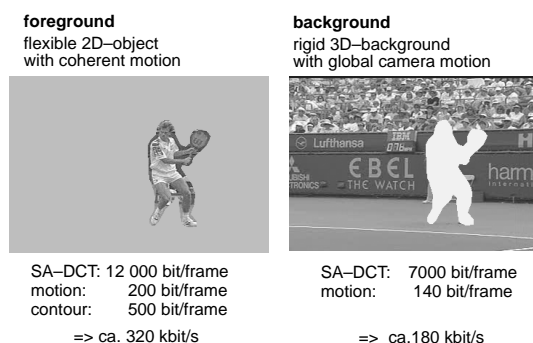 foreground
flexible 2D–object
with coherent motion
SA–DCT: 12 000 bit/frame
motion: 200 bit/frame
contour: 500 bit/frame
=> ca. 320 kbit/s
background
rigid 3D–background
with global camera motion
IBM
Lufthansa
EBEL
THE WATCH
harm
internat
SA–DCT: 7000 bit/frame
motion: 140 bit/frame
=> ca.180 kbit/s